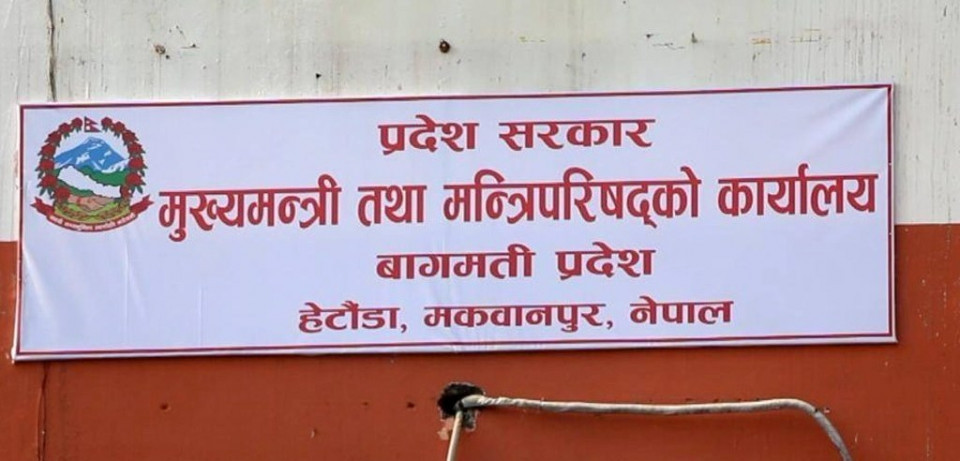 प्रदेश सरकार
मुख्यमन्त्री तथा मन्त्रिपरिषद्को कार्यालय
बागमती प्रदेश
हेटौंडा, मकवानपुर, नेपाल